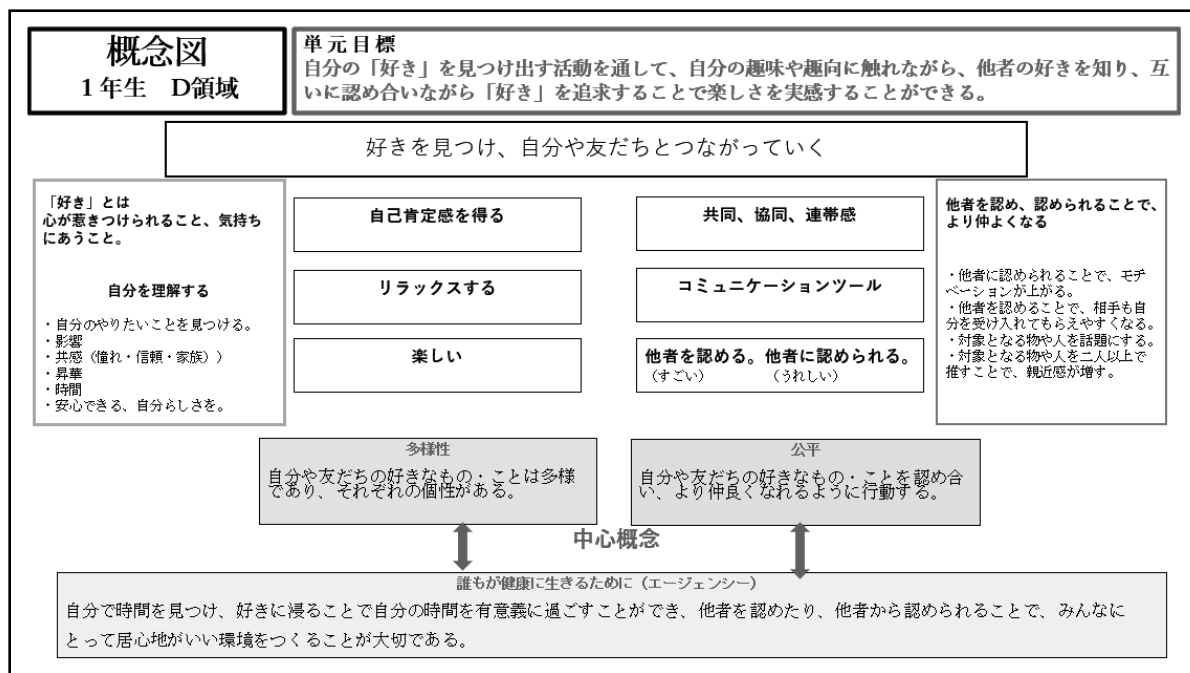 概念図
1年生　D領域
単元目標
自分の「好き」を見つけ出す活動を通して、自分の趣味や趣向に触れながら、他者の好きを知り、互
いに認め合いながら「好き」を追求することで楽しさを実感することができる。
好きを見つけ、自分や友だちとつながっていく
「好き」とは
心が惹きつけられること、気持ち
にあうこと。
自分を理解する
・自分のやりたいことを見つける。
・影響
・共感（憧れ・信頼・家族））
・昇華
・時間
・安心できる、自分らしさを。
自己肯定感を得る
リラックスする
楽しい
共同、協同、連帯感
コミュニケーションツール
他者を認める。他者に認められる。
（すごい）　（うれしい）
他者を認め、認められることで、
より仲よくなる
・他者に認められることで、モチ
ベーションが上がる。
・他者を認めることで、相手も自
分を受け入れてもらえやすくなる。
・対象となる物や人を話題にする。
・対象となる物や人を二人以上で
推すことで、親近感が増す。
多様性
自分や友だちの好きなもの・ことは多様
であり、それぞれの個性がある。
公平
自分や友だちの好きなもの・ことを認め合
い、より仲良くなれるように行動する。
中心概念
誰もが健康に生きるために（エージェンシー）
自分で時間を見つけ、好きに浸ることで自分の時間を有意義に過ごすことができ、他者を認めたり、他者から認められることで、みんなに
とって居心地がいい環境をつくることが大切である。